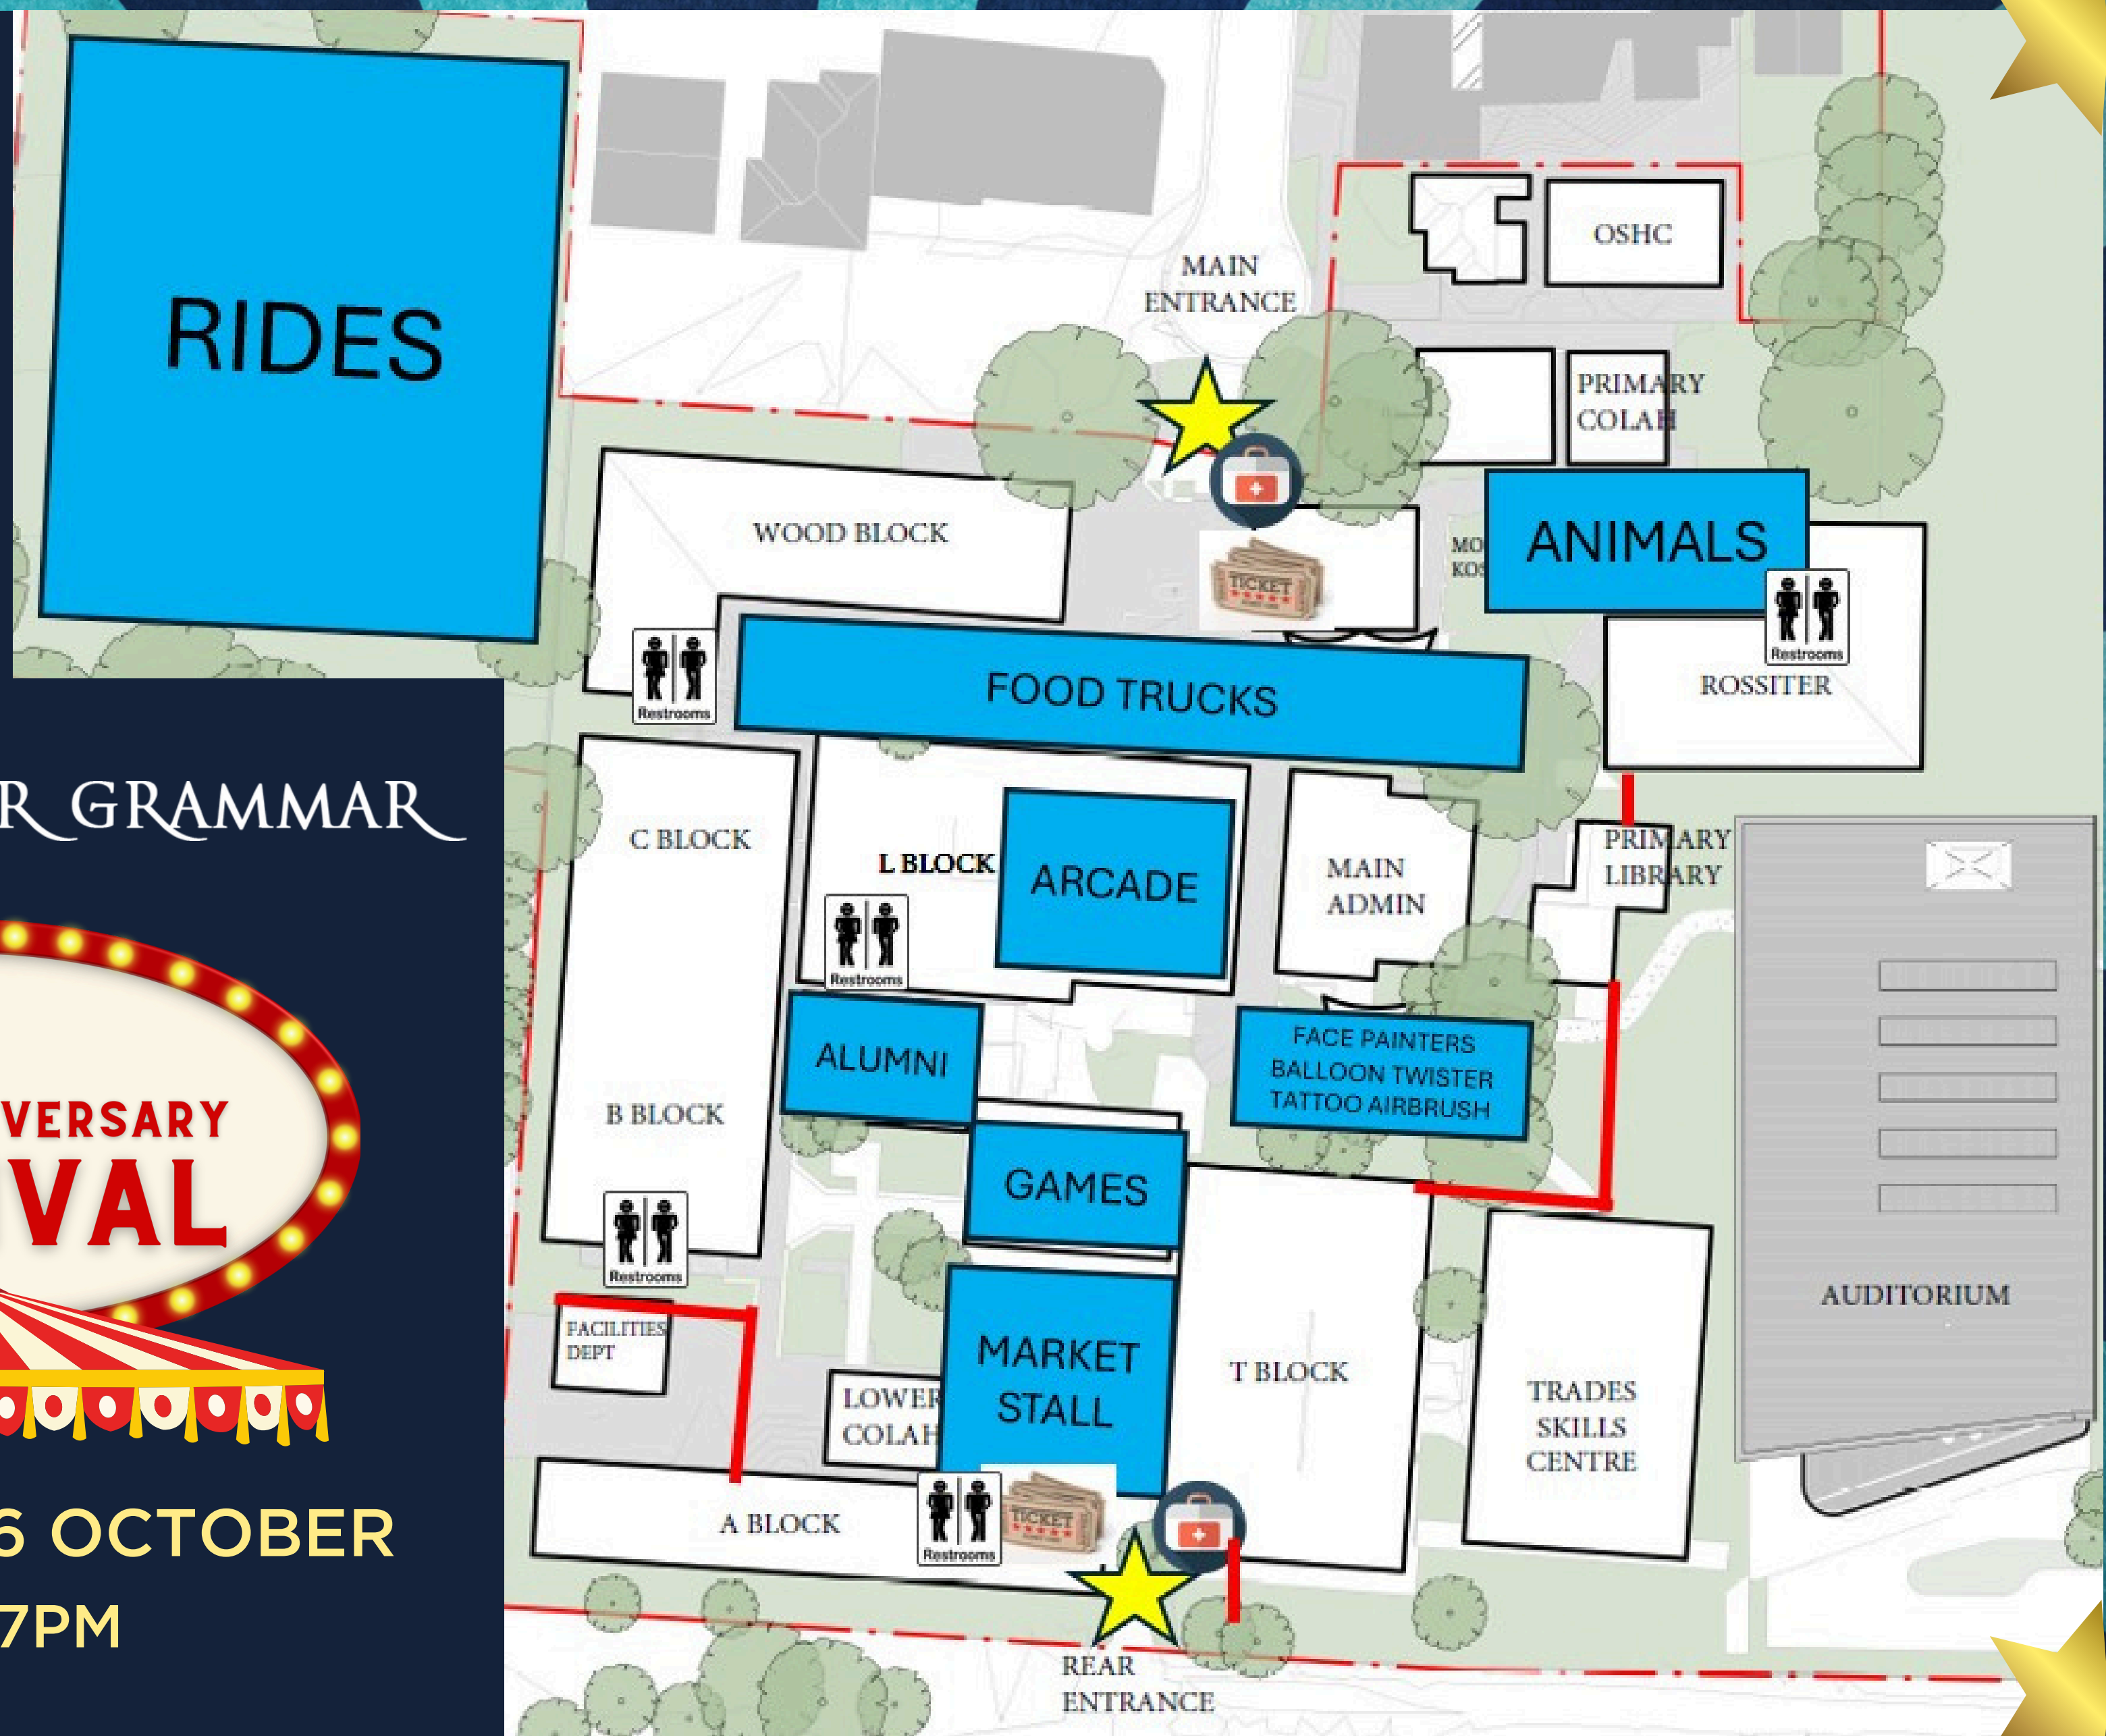 RIDES
MAIN
ENTRANCE
OSHC
PRIMARY
COLAH
WOOD BLOCK
TICKET
MO
KOS
ANIMALS
Restrooms
ROSSITER
Restrooms
FOOD TRUCKS
R GRAMMAR
C BLOCK
L BLOCK
ARCADE
MAIN
ADMIN
PRIMARY
LIBRARY
Restrooms
ALUMNI
FACE PAINTERS
BALLOON TWISTER
TATTOO AIRBRUSH
B BLOCK
VERSARY
VAL
GAMES
Restrooms
FACILITIES
DEPT
MARKET
STALL
T BLOCK
AUDITORIUM
LOWER
COLAH
TRADES
SKILLS
CENTRE
A BLOCK
Restrooms
TICKET
6 OCTOBER
7PM
REAR
ENTRANCE